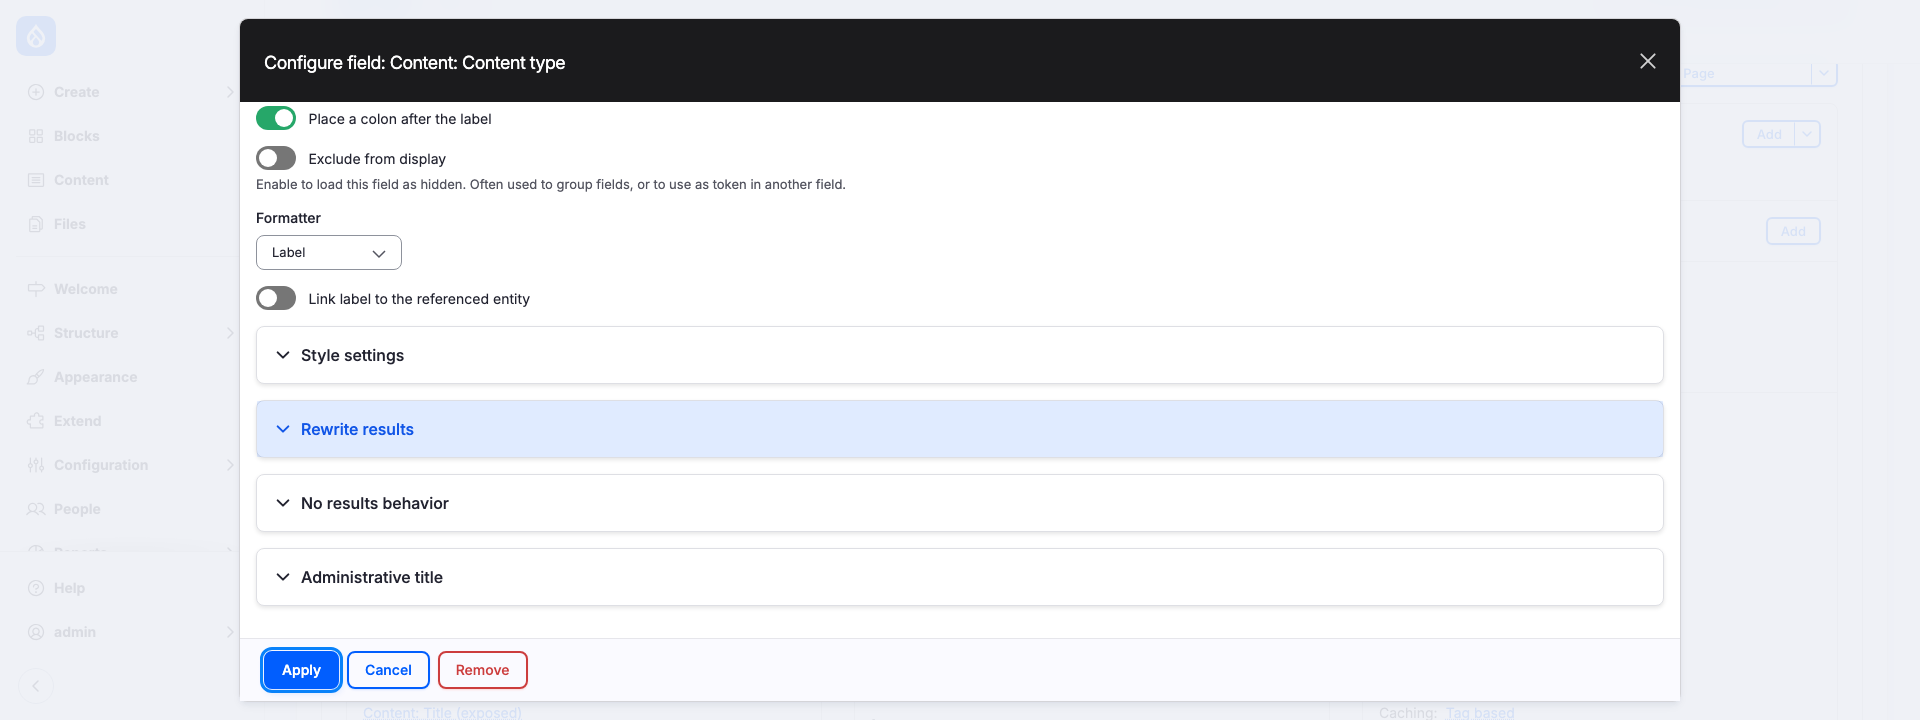 Configure field: Content: Content type
Place a colon after the label
Exclude from display
Enable to load this field as hidden. Often used to group fields, or to use as token in another field.
Formatter
Label
Link label to the referenced entity
Style settings
Rewrite results
No results behavior
Administrative title
Apply
Cancel
Remove
Create
Blocks
Content
Files
Welcome
Structure
Appearance
Extend
Configuration
People
Reports
Help
admin
Page
Add
Add
Content: Title (exposed)
Caching: Tag based